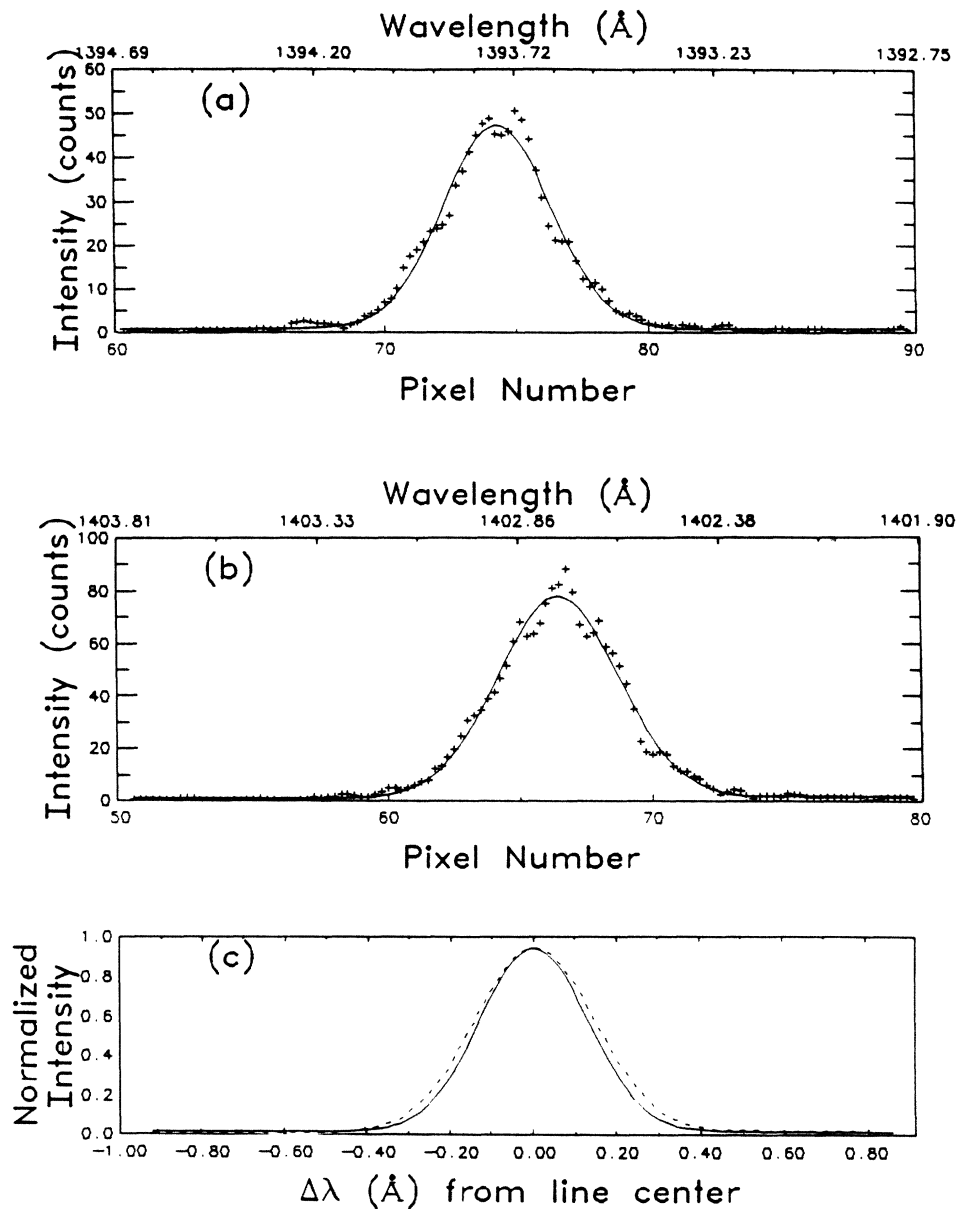 Wavelength (Å)
1394.69 1394.20 1393.72 1393.23 1392.75
(a)
Intensity (counts)
60
50
40
30
20
10
0
60 70 80 90
Pixel Number
Wavelength (Å)
1403.81 1403.33 1402.86 1402.38 1401.90
(b)
Intensity (counts)
100
80
60
40
20
0
50 60 70 80
Pixel Number
(c)
Normalized
Intensity
1.0
0.8
0.6
0.4
0.2
0.0
-1.00 -0.80 -0.60 -0.40 -0.20 0.00 0.20 0.40 0.60 0.80
Δλ (Å) from line center